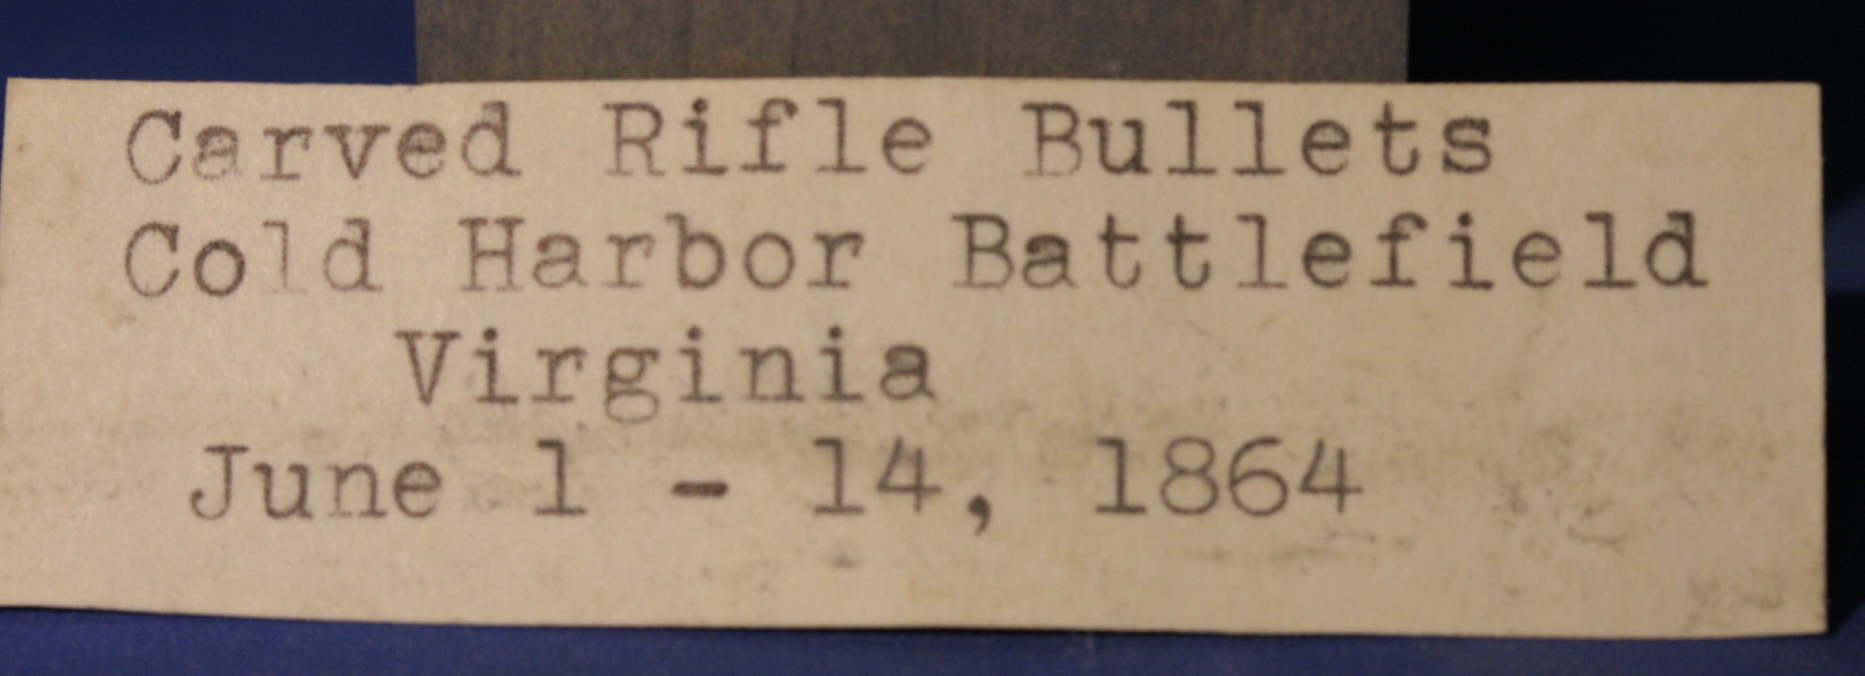 Carved Rifle Bullets
Cold Harbor Battlefield
Virginia
June 1 - 14, 1864